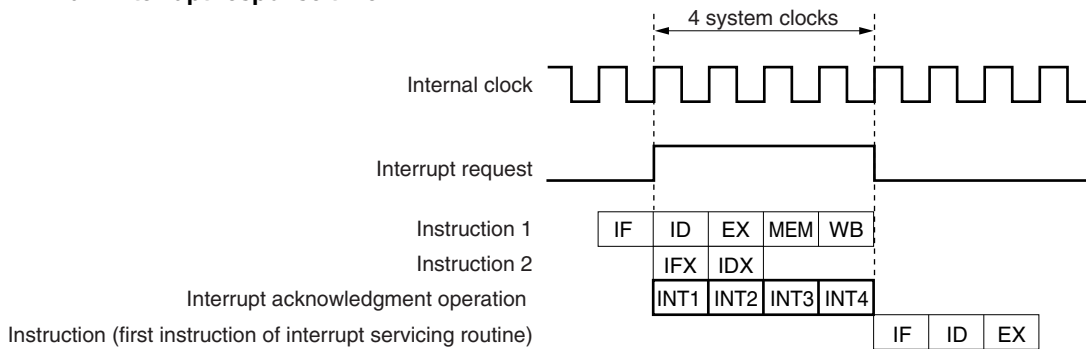 4 system clocks
Internal clock
Interrupt request
Instruction 1 IF ID EX MEM WB
Instruction 2 IFX IDX
Interrupt acknowledgment operation INT1 INT2 INT3 INT4
Instruction (first instruction of interrupt servicing routine) IF ID EX